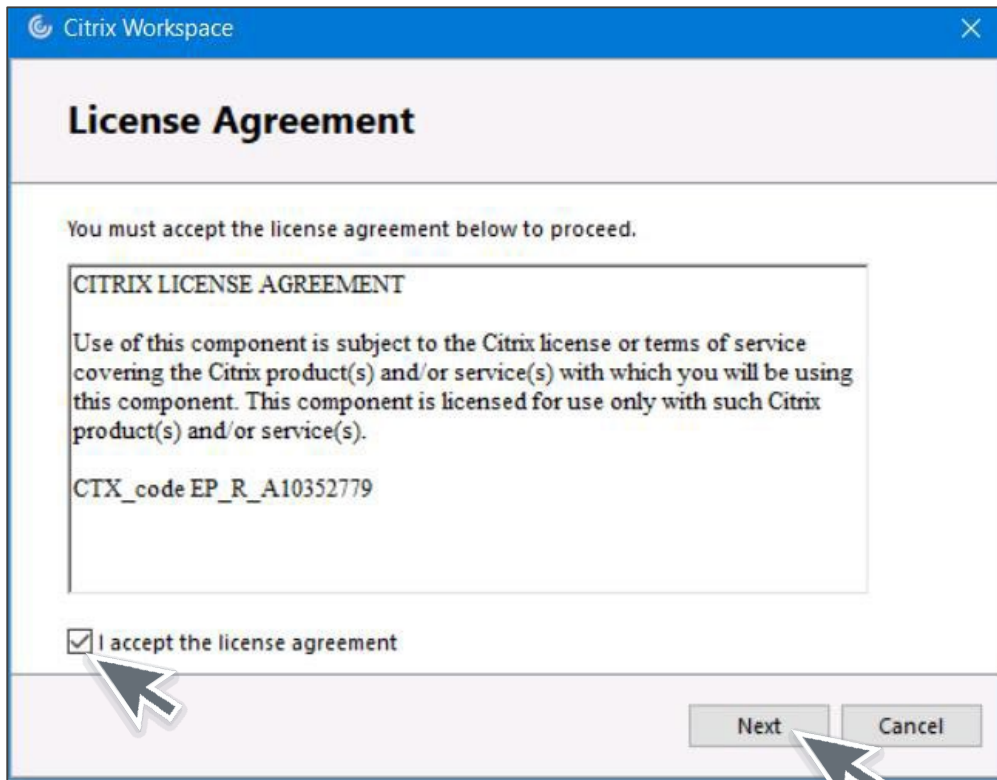 Citrix Workspace
License Agreement
You must accept the license agreement below to proceed.
CITRIX LICENSE AGREEMENT
Use of this component is subject to the Citrix license or terms of service
covering the Citrix product(s) and/or service(s) with which you will be using
this component. This component is licensed for use only with such Citrix
product(s) and/or service(s).
CTX_code EP_R_A10352779
I accept the license agreement
Next
Cancel